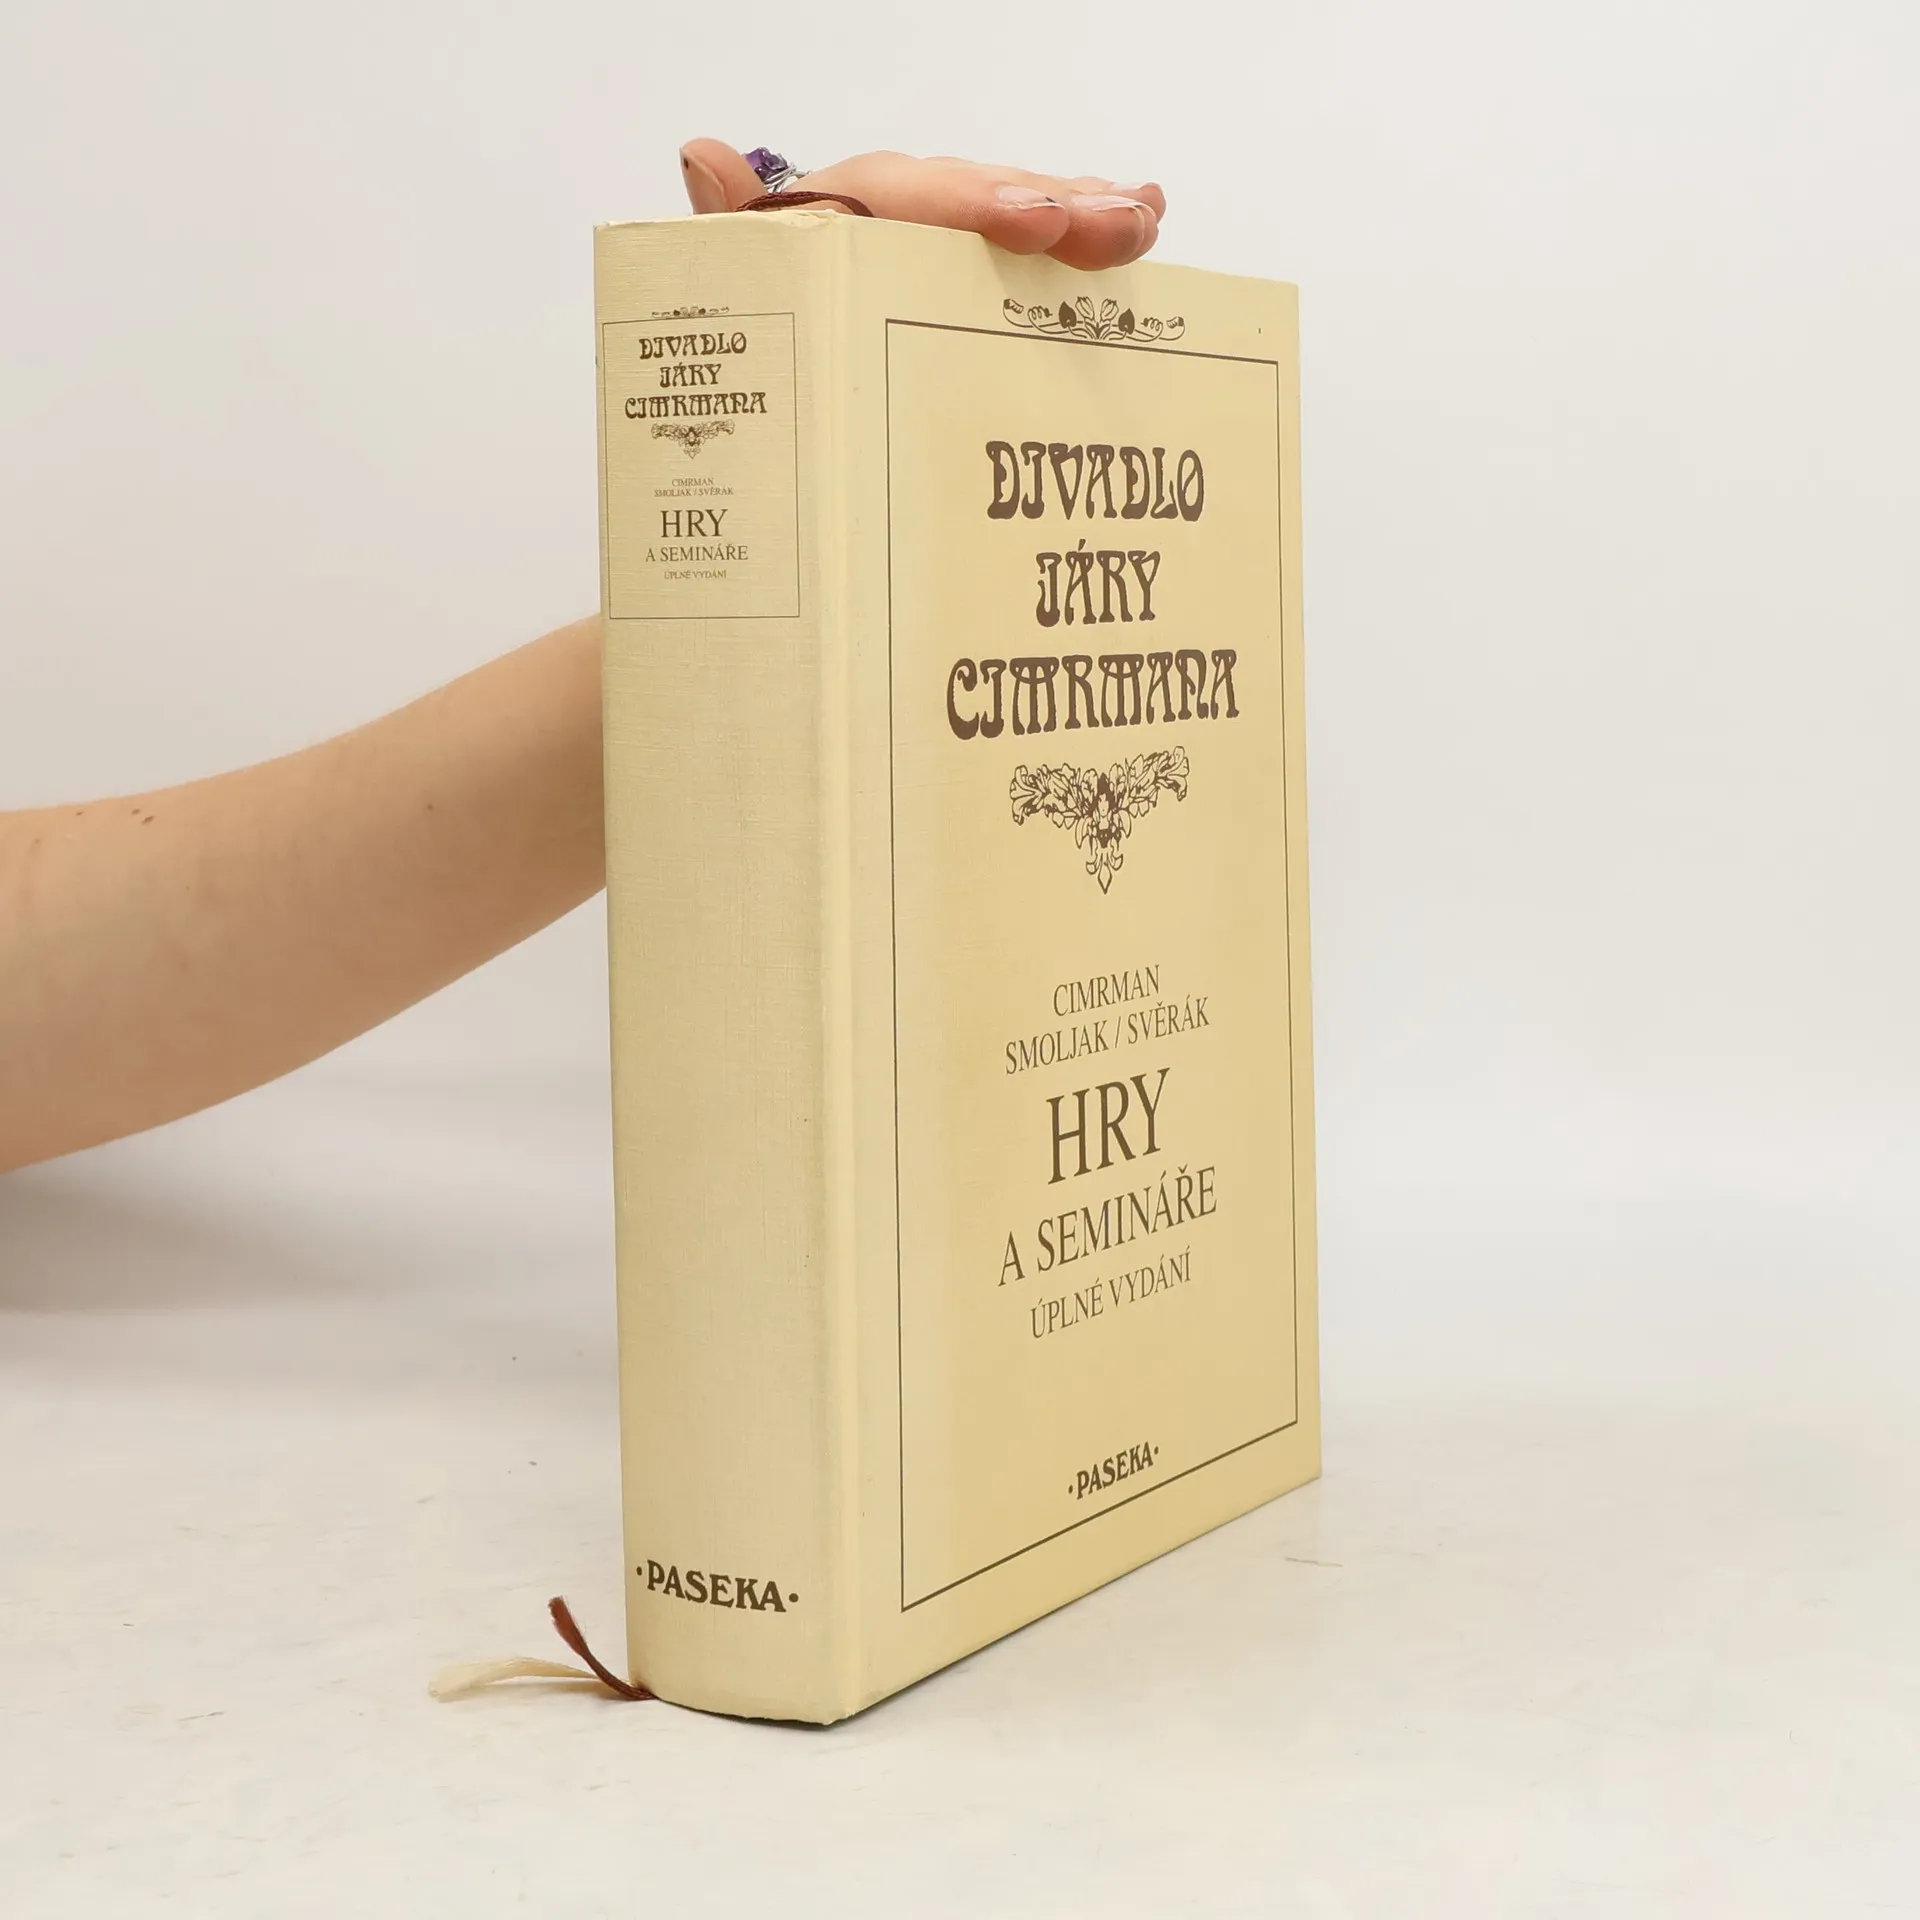 DIVADLO
JÁRY
CIMRMANA
CIMRMAN
SMOLJAK / SVĚRÁK
HRY
A SEMINÁŘE
ÚPLNÉ VYDÁNÍ
·PASEKA·
DIVADLO
JÁRY
CIMRMANA
CIMRMAN
SMOLJAK / SVĚRÁK
HRY
A SEMINÁŘE
ÚPLNÉ VYDÁNÍ
·PASEKA·